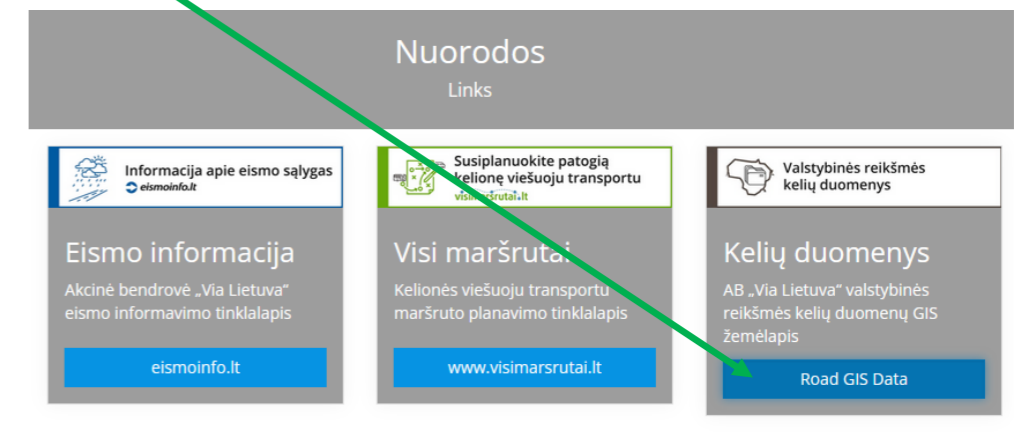 Nuorodos
Links
Informacija apie eismo sąlygas
eismoinfo.lt
Eismo informacija
Akcinė bendrovė „Via Lietuva“
eismo informavimo tinklalapis
eismoinfo.lt
Susiplanuokite patogią
kelionę viešuoju transportu
visimaršrutai.lt
Visi maršrutai
Kelionės viešuoju transportu
maršruto planavimo tinklalapis
www.visimarsrutai.lt
Valstybinės reikšmės
kelių duomenys
Kelių duomenys
AB „Via Lietuva“ valstybinės
reikšmės kelių duomenų GIS
žemėlapis
Road GIS Data